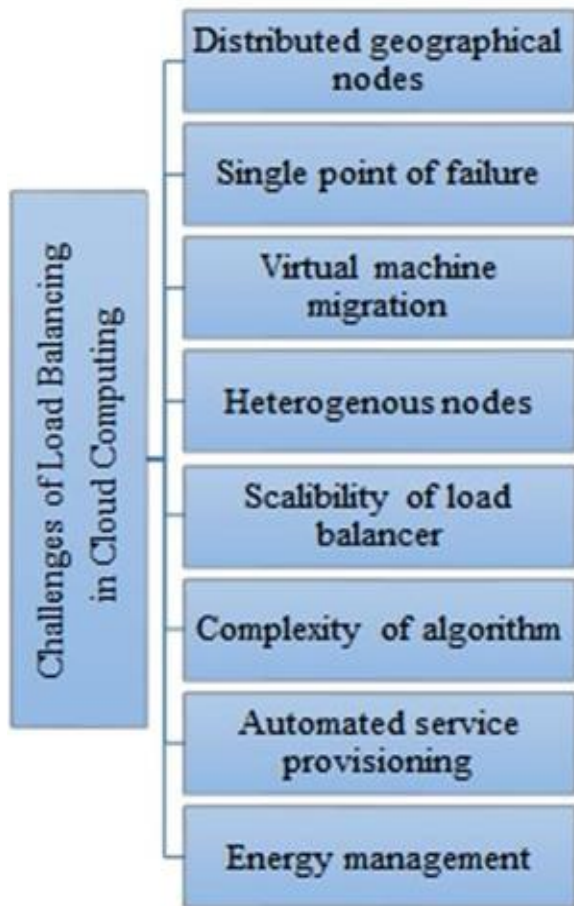 Challenges of Load Balancing
in Cloud Computing
Distributed geographical
nodes
Single point of failure
Virtual machine
migration
Heterogenous nodes
Scalibility of load
balancer
Complexity of algorithm
Automated service
provisioning
Energy management